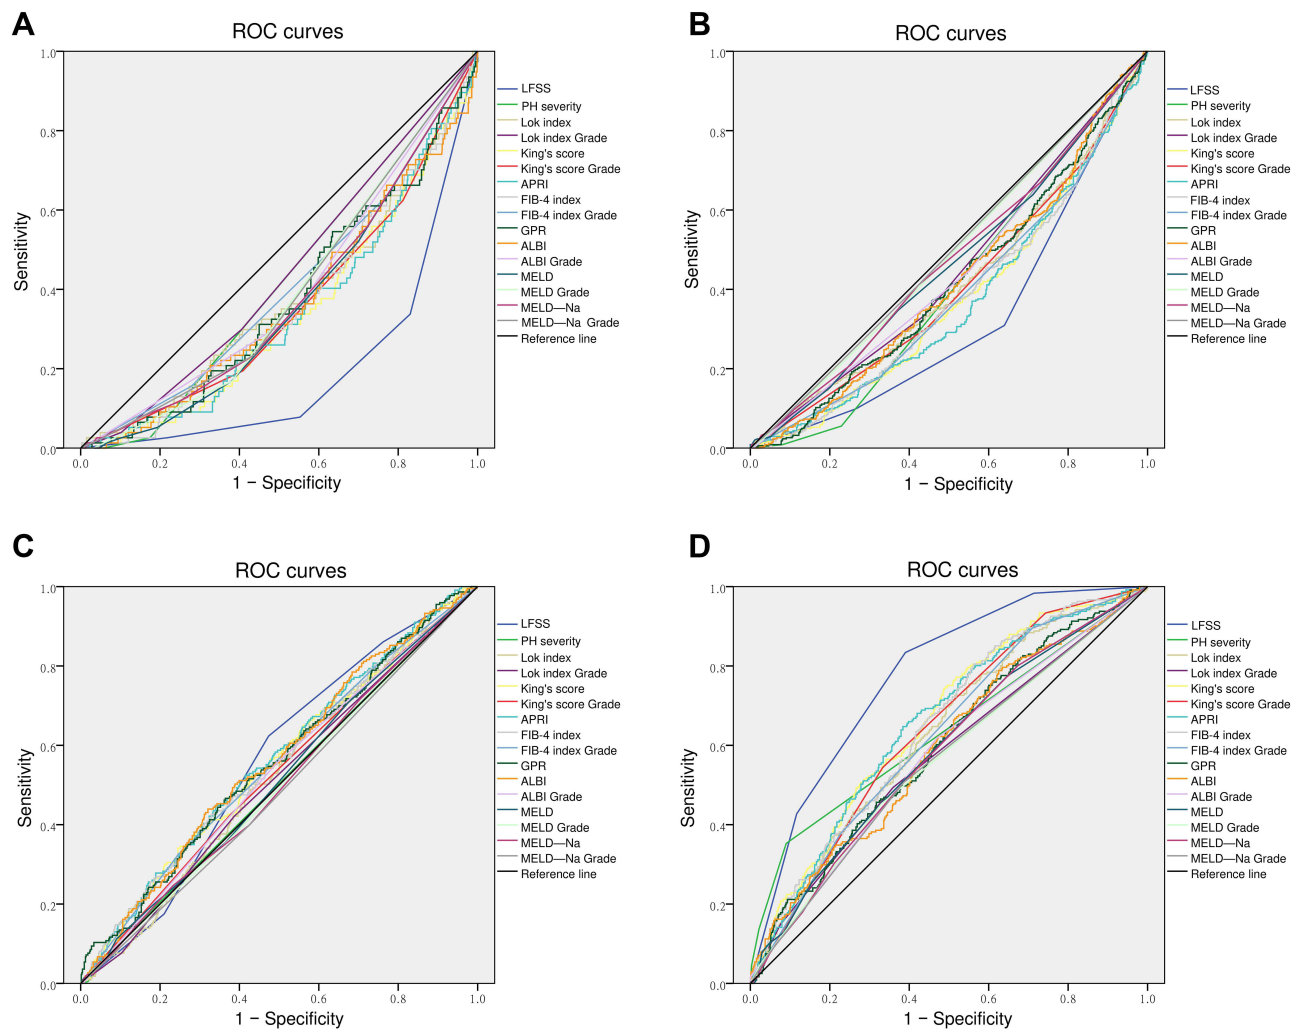 A
ROC curves
1.0
0.8
0.6
0.4
0.2
0.0
Sensitivity
0.0 0.2 0.4 0.6 0.8 1.0
1 − Specificity
LFSS
PH severity
Lok index
Lok index Grade
King's score
King's score Grade
APRI
FIB-4 index
FIB-4 index Grade
GPR
ALBI
ALBI Grade
MELD
MELD Grade
MELD—Na
MELD—Na Grade
Reference line
B
ROC curves
1.0
0.8
0.6
0.4
0.2
0.0
Sensitivity
0.0 0.2 0.4 0.6 0.8 1.0
1 − Specificity
LFSS
PH severity
Lok index
Lok index Grade
King's score
King's score Grade
APRI
FIB-4 index
FIB-4 index Grade
GPR
ALBI
ALBI Grade
MELD
MELD Grade
MELD—Na
MELD—Na Grade
Reference line
C
ROC curves
1.0
0.8
0.6
0.4
0.2
0.0
Sensitivity
0.0 0.2 0.4 0.6 0.8 1.0
1 − Specificity
LFSS
PH severity
Lok index
Lok index Grade
King's score
King's score Grade
APRI
FIB-4 index
FIB-4 index Grade
GPR
ALBI
ALBI Grade
MELD
MELD Grade
MELD—Na
MELD—Na Grade
Reference line
D
ROC curves
1.0
0.8
0.6
0.4
0.2
0.0
Sensitivity
0.0 0.2 0.4 0.6 0.8 1.0
1 − Specificity
LFSS
PH severity
Lok index
Lok index Grade
King's score
King's score Grade
APRI
FIB-4 index
FIB-4 index Grade
GPR
ALBI
ALBI Grade
MELD
MELD Grade
MELD—Na
MELD—Na Grade
Reference line